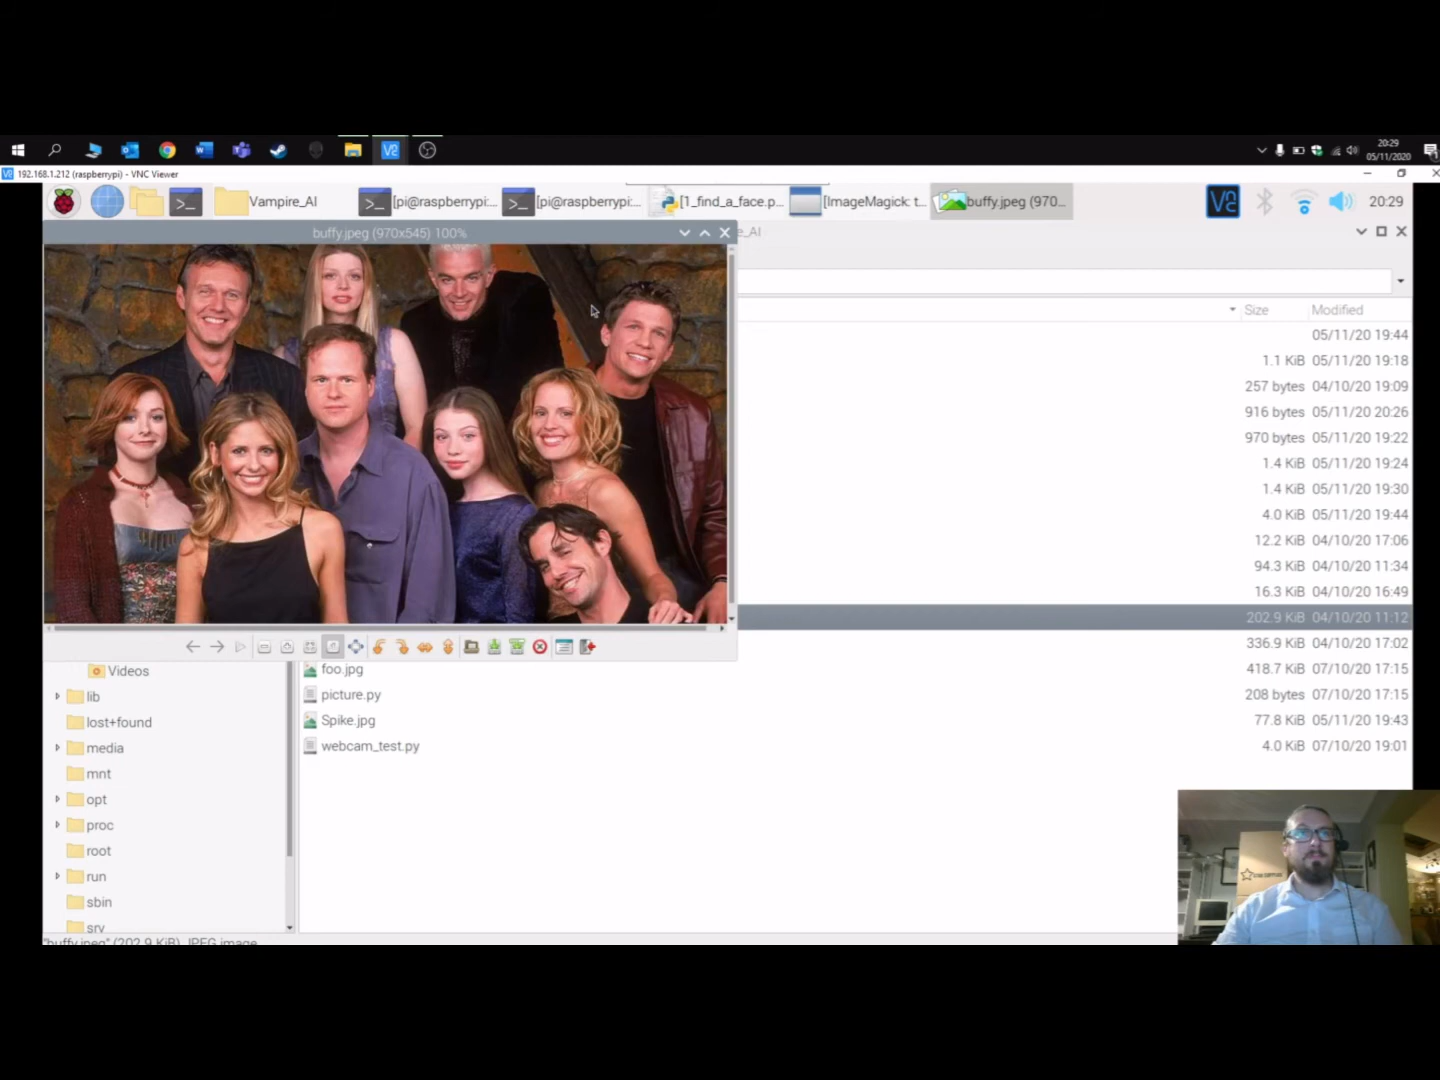 20:29
05/11/2020
192.168.1.212 (raspberrypi) - VNC Viewer
Vampire_AI
[pi@raspberrypi:...
[pi@raspberrypi:...
[1_find_a_face.p...
[ImageMagick: t...
buffy.jpeg (970...
20:29
buffy.jpeg (970x545) 100%
_AI
Size Modified
05/11/20 19:44
1.1 KiB 05/11/20 19:18
257 bytes 04/10/20 19:09
916 bytes 05/11/20 20:26
970 bytes 05/11/20 19:22
1.4 KiB 05/11/20 19:24
1.4 KiB 05/11/20 19:30
4.0 KiB 05/11/20 19:44
12.2 KiB 04/10/20 17:06
94.3 KiB 04/10/20 11:34
16.3 KiB 04/10/20 16:49
202.9 KiB 04/10/20 11:12
336.9 KiB 04/10/20 17:02
Videos foo.jpg 418.7 KiB 07/10/20 17:15
lib picture.py 208 bytes 07/10/20 17:15
lost+found Spike.jpg 77.8 KiB 05/11/20 19:43
media webcam_test.py 4.0 KiB 07/10/20 19:01
mnt
opt
proc
root
run
sbin
srv
"buffy.jpeg" (202.9 KiB) JPEG image